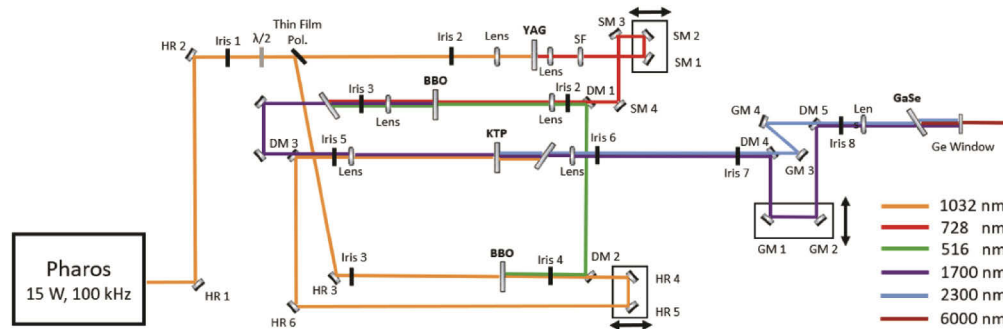 Thin Film
Pol.
HR 2
Iris 1
λ/2
Iris 2
Lens
YAG
Lens
SF
SM 3
SM 2
SM 1
SM 4
BBO
Iris 3
Lens
Lens
Iris 2
DM 1
DM 3
Iris 5
Lens
KTP
Lens
Iris 6
Iris 7
DM 4
GM 4
GM 3
DM 5
Iris 8
Len
GaSe
Ge Window
GM 1
GM 2
Pharos
15 W, 100 kHz
HR 1
HR 3
Iris 3
BBO
Iris 4
DM 2
HR 4
HR 5
HR 6
1032 nm
728 nm
516 nm
1700 nm
2300 nm
6000 nm